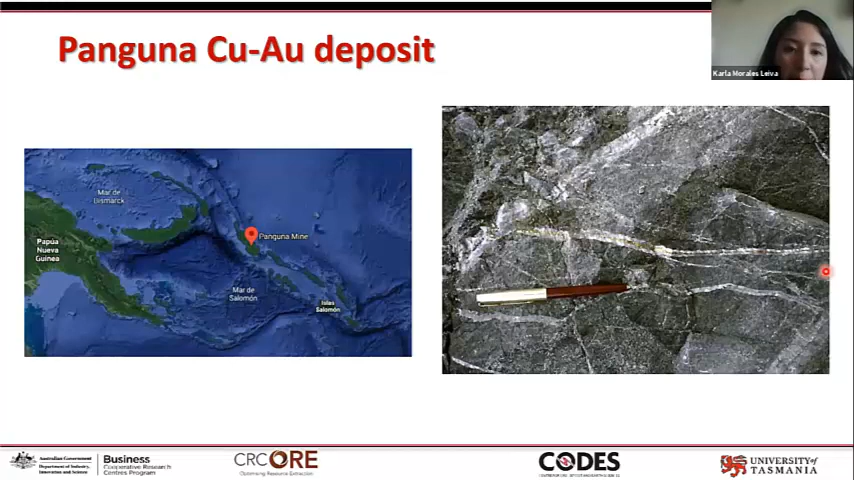 Panguna Cu-Au deposit
Karla Morales Leiva
Mar de
Bismarck
Papúa
Nueva
Guinea
Panguna Mine
Mar de
Salomón
Islas
Salomón
Australian Government
Department of Industry,
Innovation and Science
Business
Cooperative Research
Centres Program
CRC ORE
Optimising Resource Extraction
CODES
UNIVERSITY of
TASMANIA